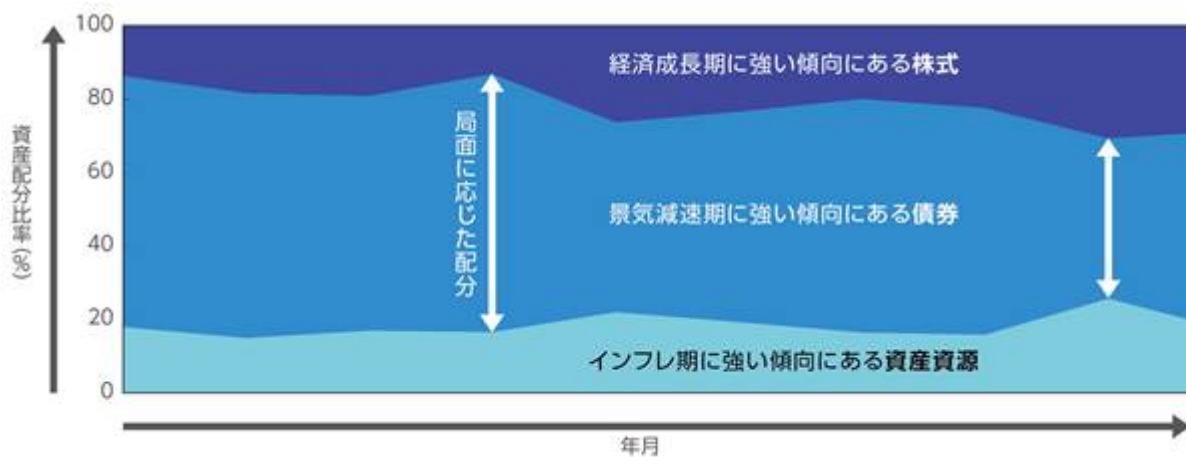 100
80
60
40
20
0
資産配分比率(%)
経済成長期に強い傾向にある株式
局面に応じた配分
景気減速期に強い傾向にある債券
インフレ期に強い傾向にある資産資源
年月